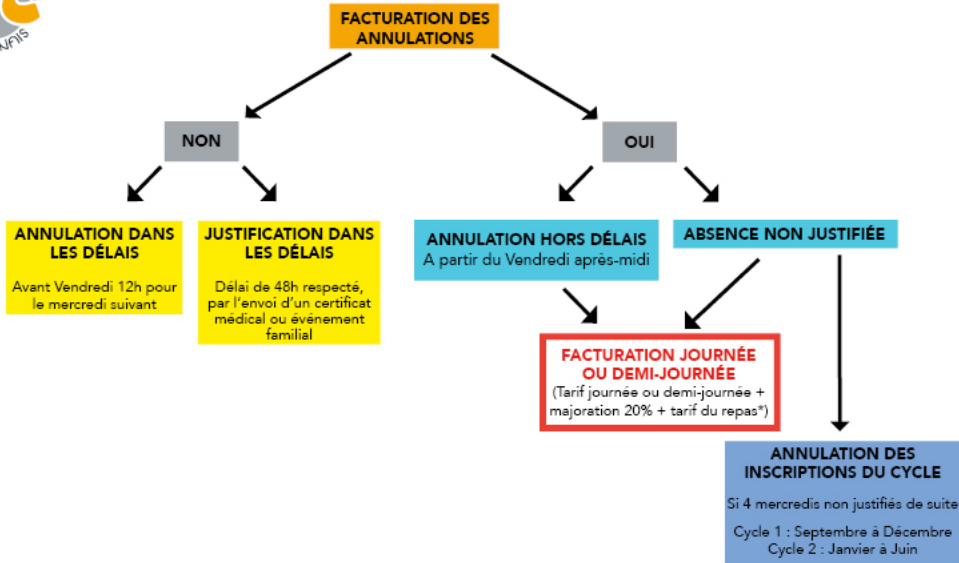 FACTURATION DES
ANNULATIONS
NON
OUI
ANNULATION DANS
LES DÉLAIS
Avant Vendredi 12h pour
le mercredi suivant
JUSTIFICATION DANS
LES DÉLAIS
Délai de 48h respecté,
par l'envoi d'un certificat
médical ou événement
familial
ANNULATION HORS DÉLAIS
A partir du Vendredi après-midi
ABSENCE NON JUSTIFIÉE
FACTURATION JOURNÉE
OU DEMI-JOURNÉE
(Tarif journée ou demi-journée +
majoration 20% + tarif du repas*)
ANNULATION DES
INSCRIPTIONS DU CYCLE
Si 4 mercredis non justifiés de suite
Cycle 1 : Septembre à Décembre
Cycle 2 : Janvier à Juin